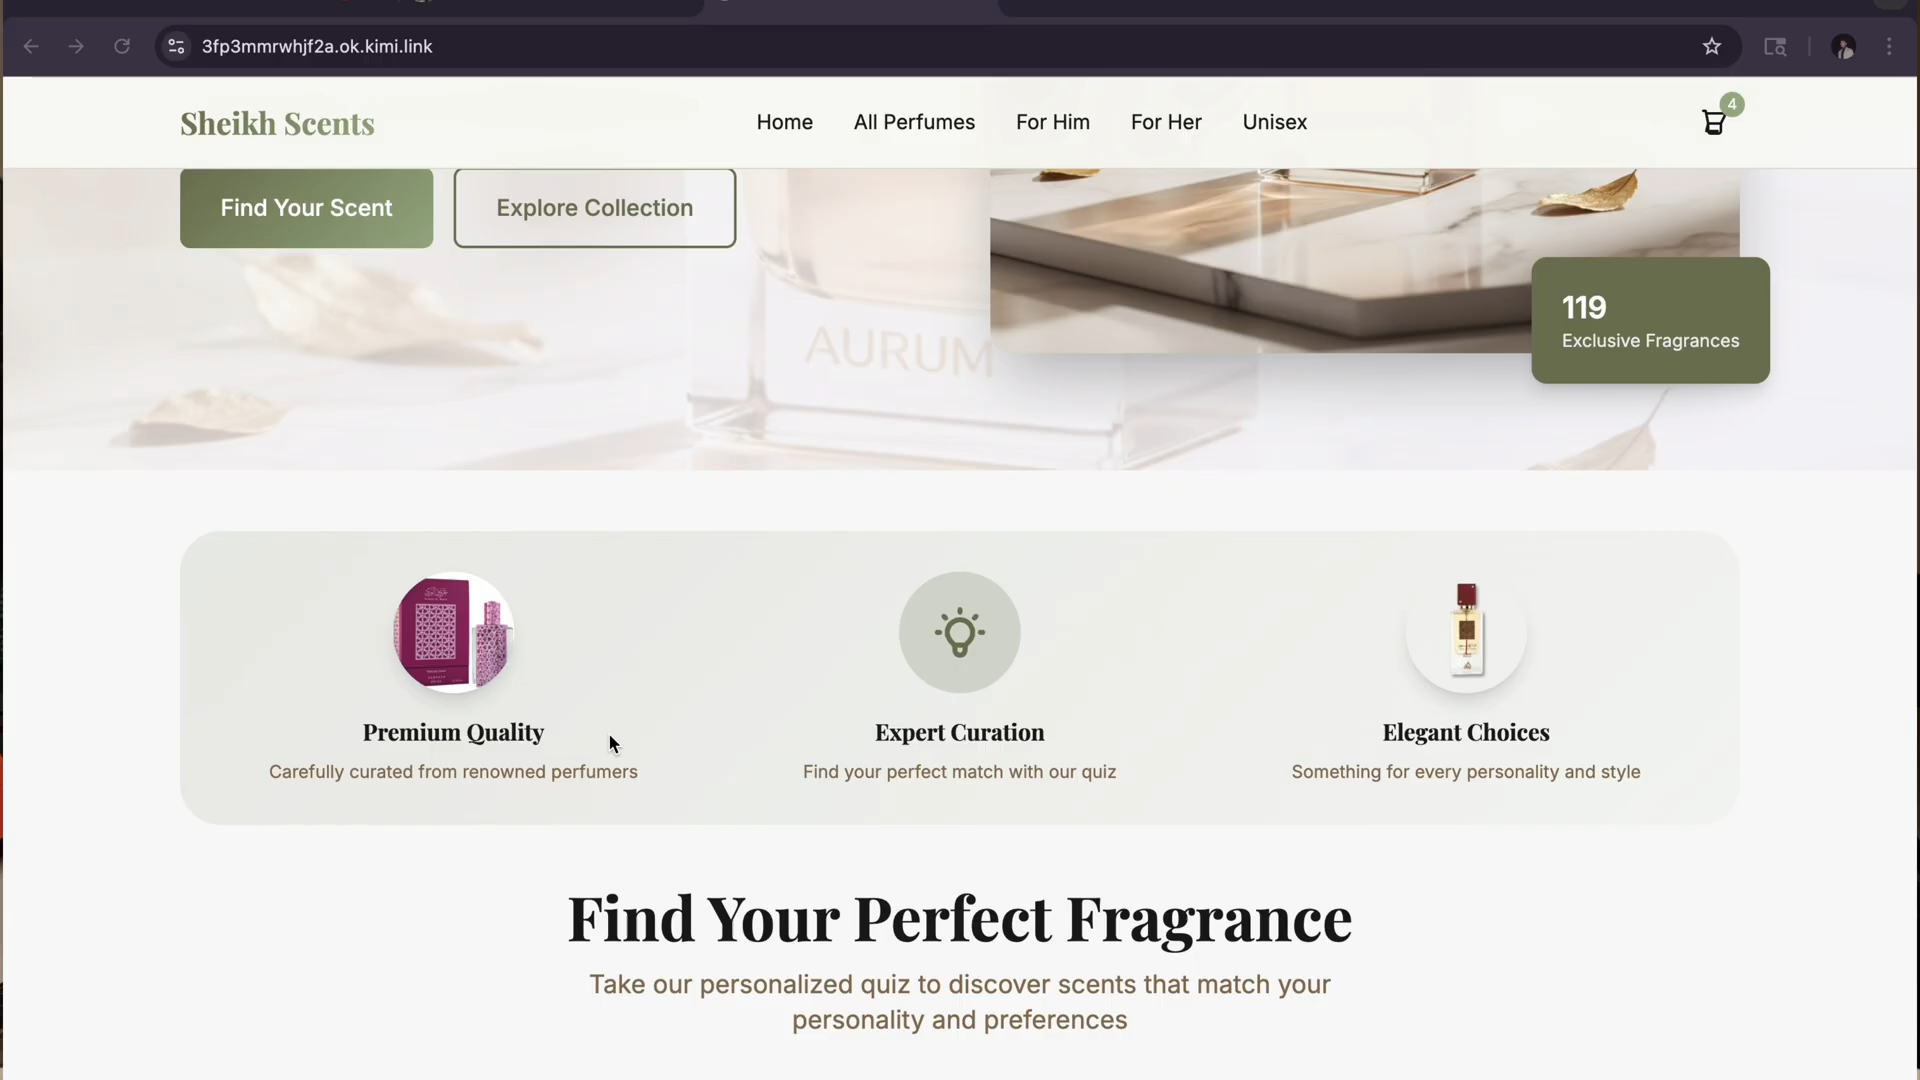 3fp3mmrwhjf2a.ok.kimi.link
Sheikh Scents
Home
All Perfumes
For Him
For Her
Unisex
4
Find Your Scent
Explore Collection
AURUM
119
Exclusive Fragrances
Premium Quality
Carefully curated from renowned perfumers
Expert Curation
Find your perfect match with our quiz
Elegant Choices
Something for every personality and style
Find Your Perfect Fragrance
Take our personalized quiz to discover scents that match your
personality and preferences